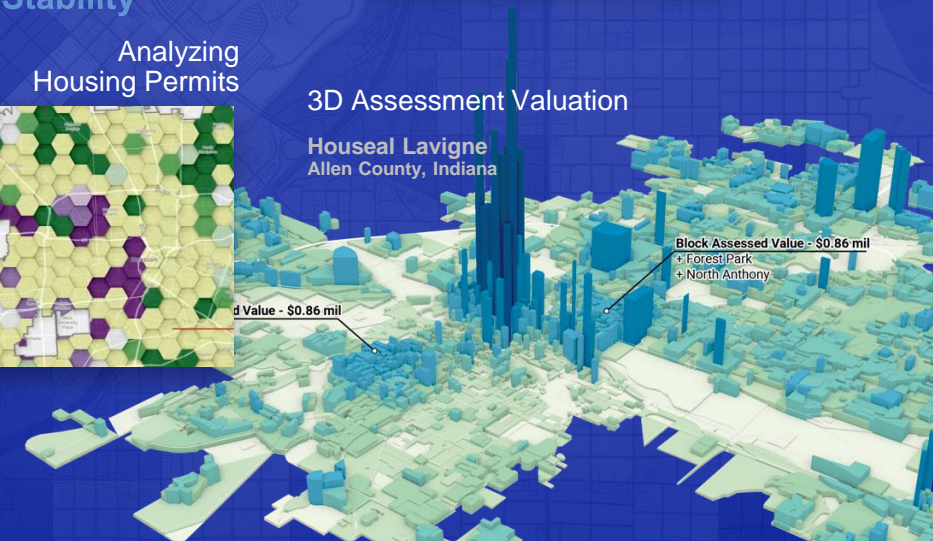 Stability
Analyzing
Housing Permits
3D Assessment Valuation
Houseal Lavigne
Allen County, Indiana
Block Assessed Value - $0.86 mil
+ Forest Park
+ North Anthony
d Value - $0.86 mil
Houston